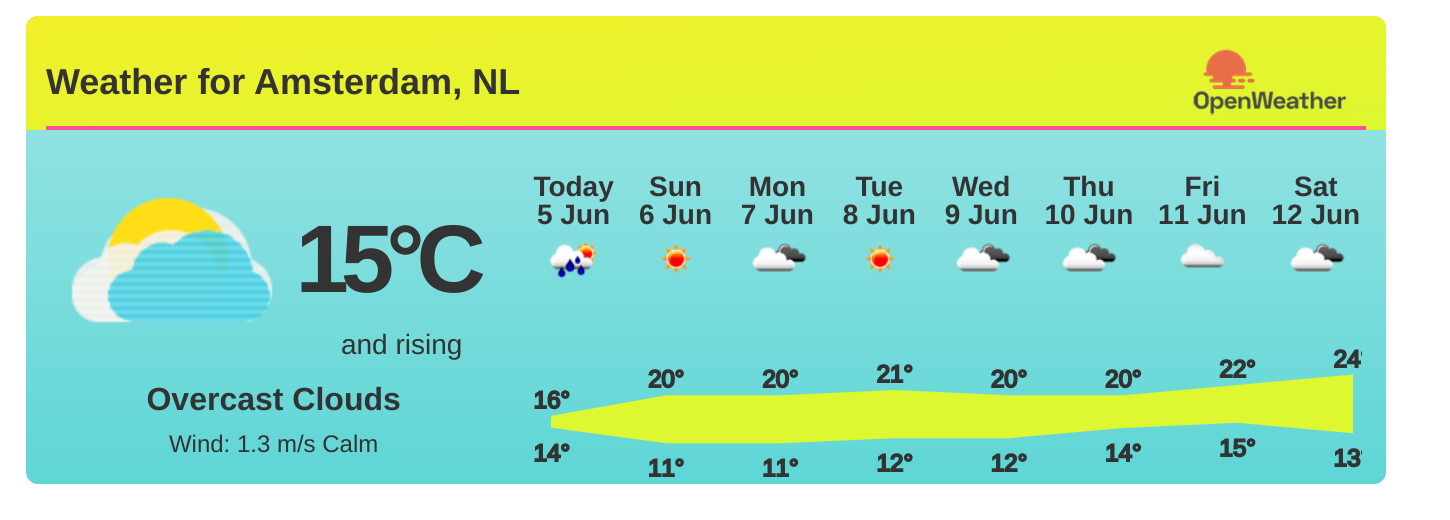 Weather for Amsterdam, NL
OpenWeather
Today Sun Mon Tue Wed Thu Fri Sat
5 Jun 6 Jun 7 Jun 8 Jun 9 Jun 10 Jun 11 Jun 12 Jun
15°C
and rising
Overcast Clouds
Wind: 1.3 m/s Calm
16° 20° 20° 21° 20° 20° 22° 24°
14° 11° 11° 12° 12° 14° 15° 13°